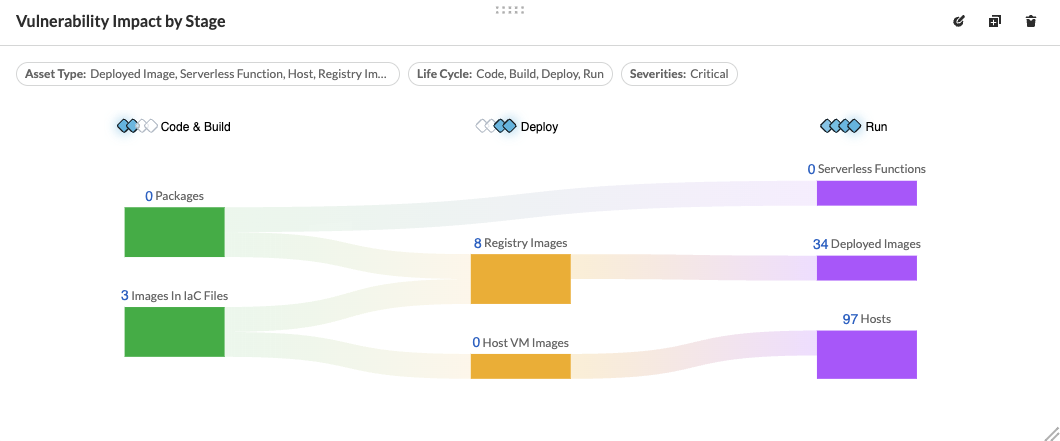 Vulnerability Impact by Stage
Asset Type: Deployed Image, Serverless Function, Host, Registry Im...
Life Cycle: Code, Build, Deploy, Run
Severities: Critical
Code & Build
Deploy
Run
0 Serverless Functions
0 Packages
8 Registry Images
34 Deployed Images
3 Images In IaC Files
97 Hosts
0 Host VM Images